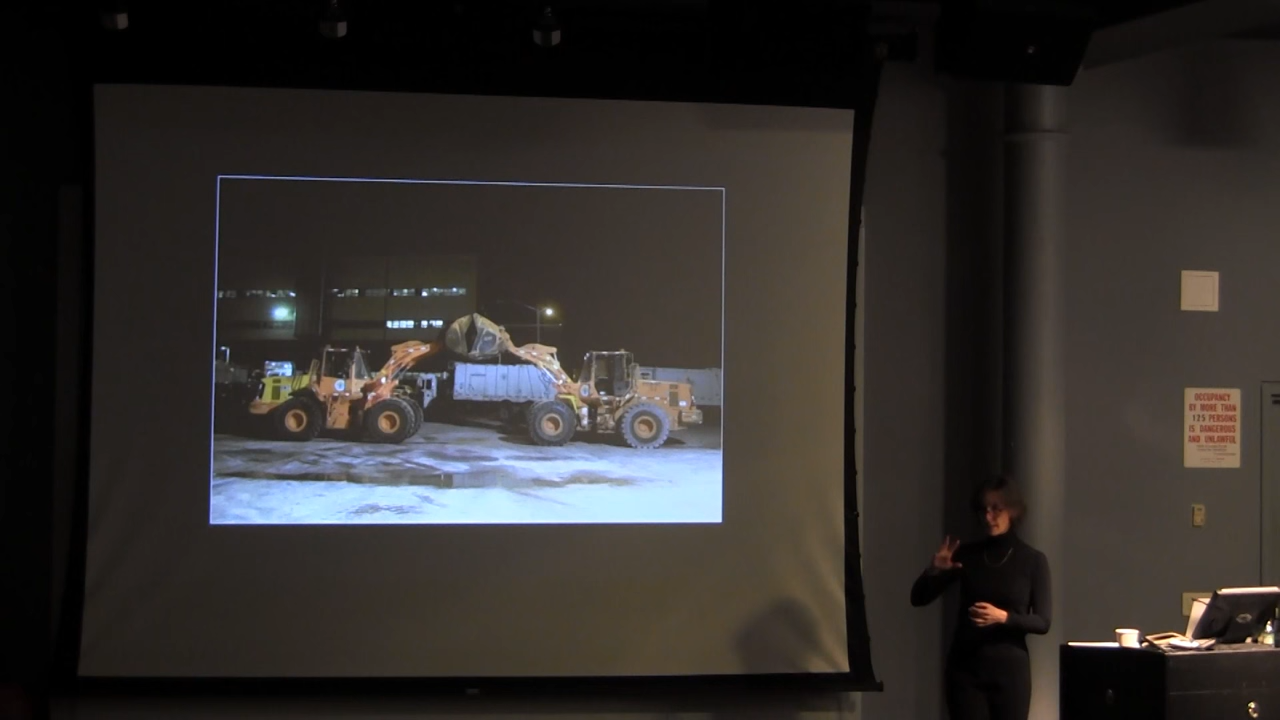 OCCUPANCY
BY MORE THAN
125 PERSONS
IS DANGEROUS
AND UNLAWFUL